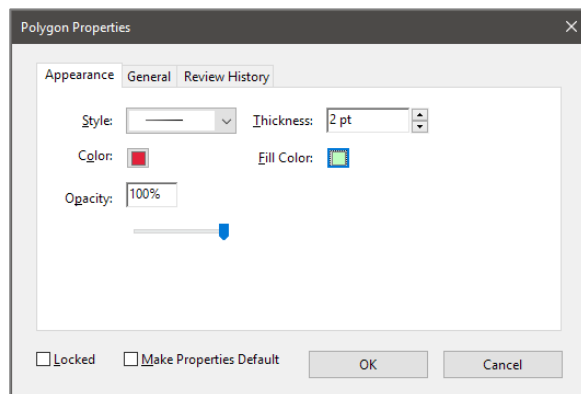 Polygon Properties
Appearance General Review History
Style: Thickness: 2 pt
Color: Fill Color:
Opacity: 100%
Locked Make Properties Default OK Cancel